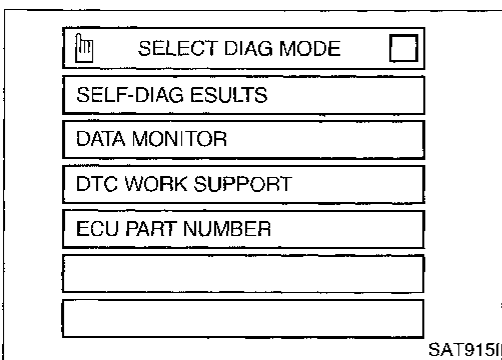 SELECT DIAG MODE
SELF-DIAG ESULTS
DATA MONITOR
DTC WORK SUPPORT
ECU PART NUMBER
SAT915I